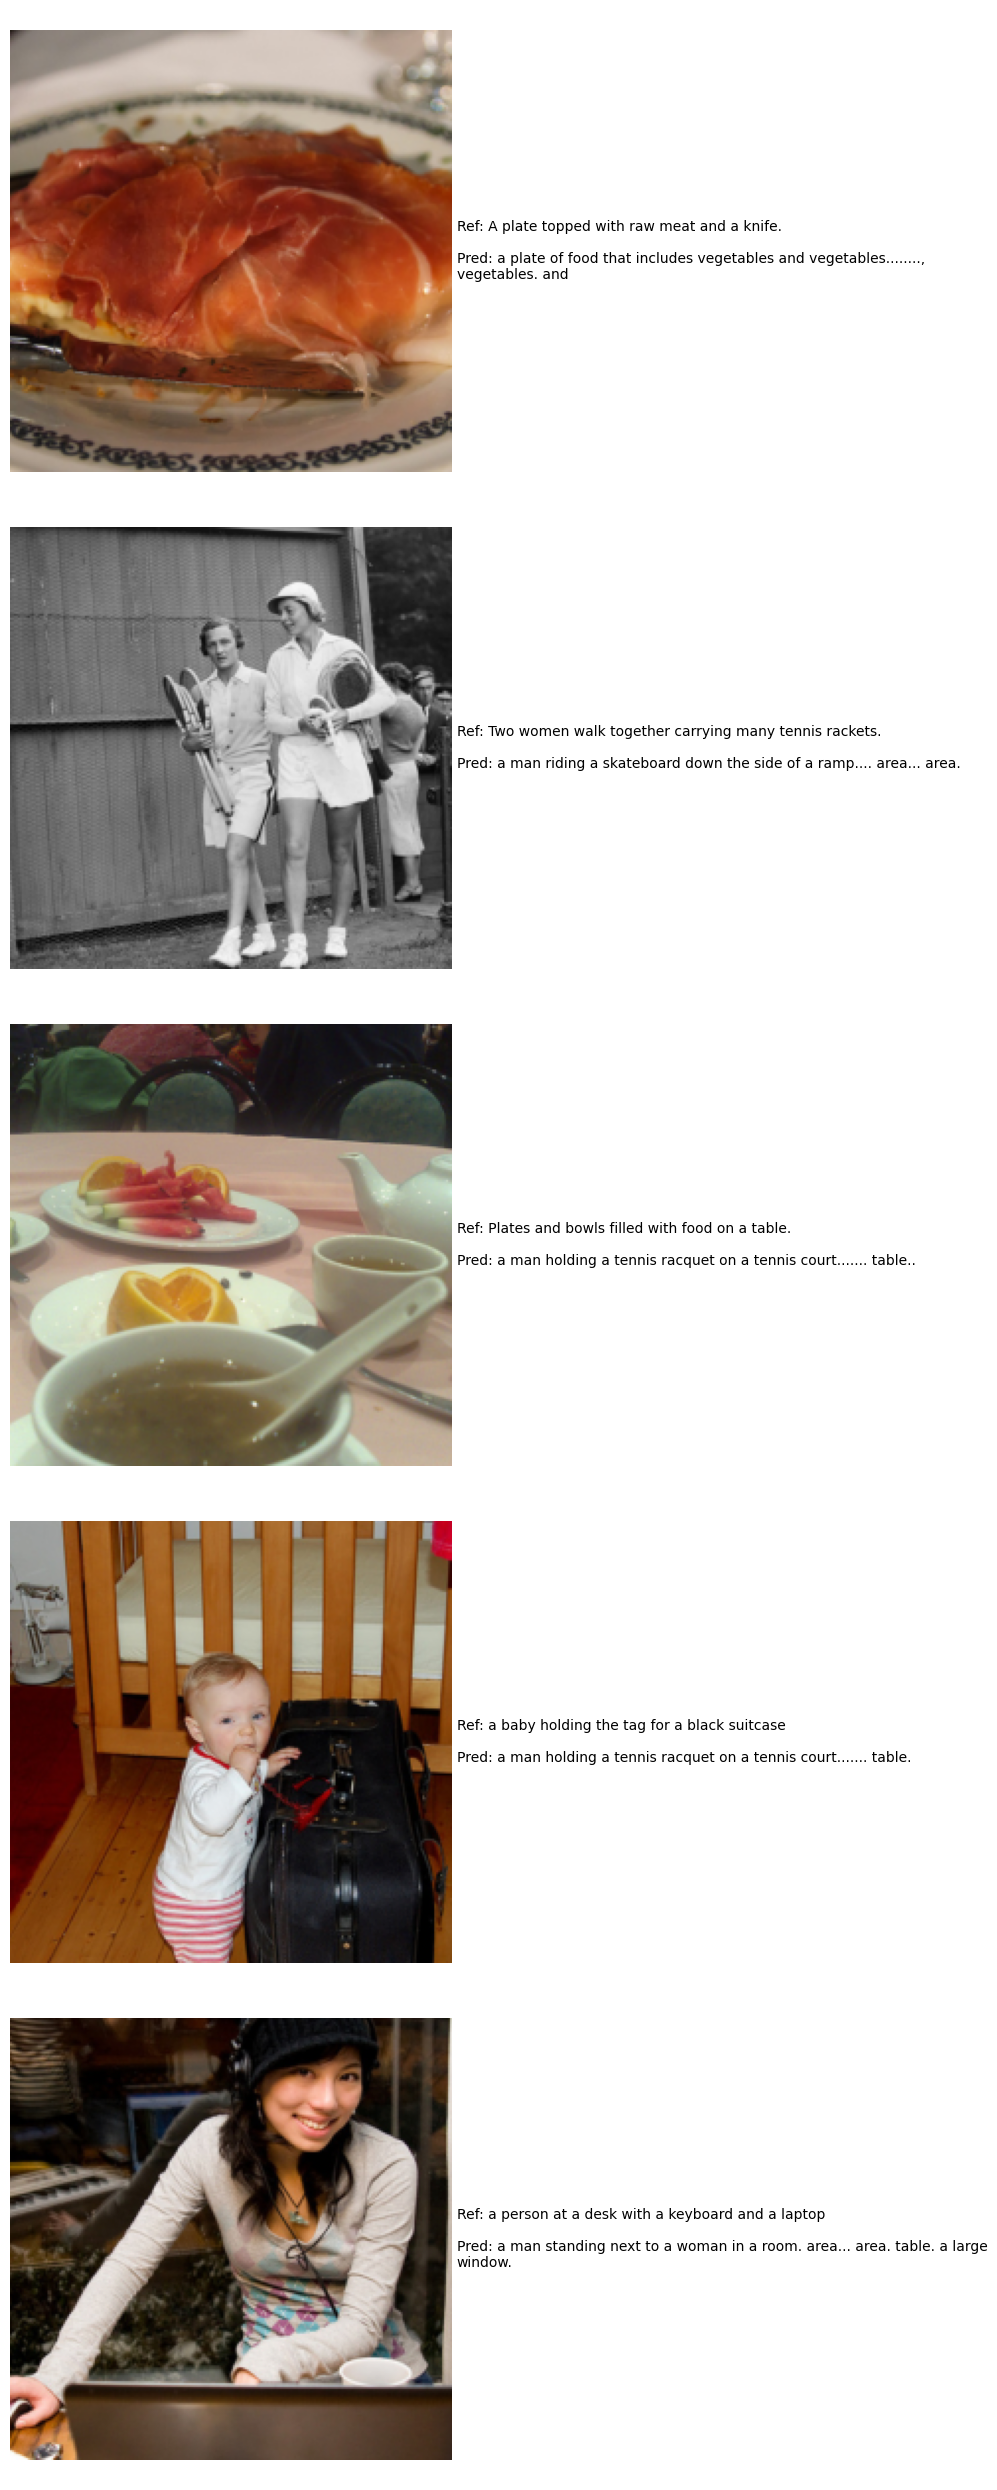 Ref: A plate topped with raw meat and a knife.
Pred: a plate of food that includes vegetables and vegetables........,
vegetables. and
Ref: Two women walk together carrying many tennis rackets.
Pred: a man riding a skateboard down the side of a ramp.... area... area.
Ref: Plates and bowls filled with food on a table.
Pred: a man holding a tennis racquet on a tennis court....... table..
Ref: a baby holding the tag for a black suitcase
Pred: a man holding a tennis racquet on a tennis court....... table.
Ref: a person at a desk with a keyboard and a laptop
Pred: a man standing next to a woman in a room. area... area. table. a large
window.